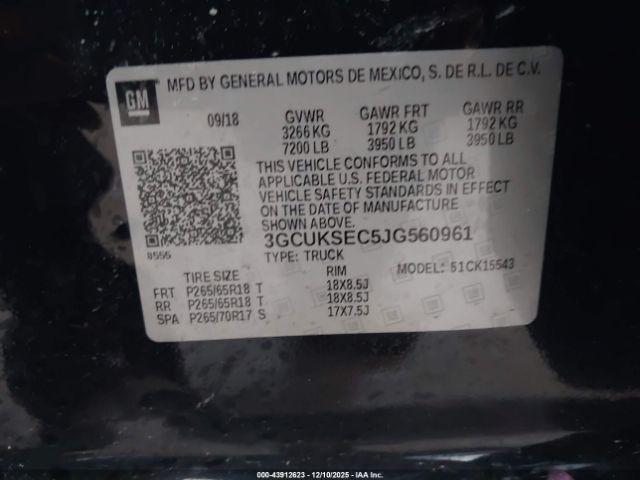 GM
MFD BY GENERAL MOTORS DE MEXICO, S. DE R.L. DE C.V.
09/18 GVWR GAWR FRT GAWR RR
3266 KG 1792 KG 1792 KG
7200 LB 3950 LB 3950 LB
THIS VEHICLE CONFORMS TO ALL
APPLICABLE U.S. FEDERAL MOTOR
VEHICLE SAFETY STANDARDS IN EFFECT
ON THE DATE OF MANUFACTURE
SHOWN ABOVE.
8555
3GCUKSEC5JG560961
TYPE: TRUCK MODEL: 51CK15543
TIRE SIZE RIM
FRT P265/65R18 T 18X8.5J
RR P265/65R18 T 18X8.5J
SPA P265/70R17 S 17X7.5J
000-43912623 - 12/10/2025 - IAAI, Inc.